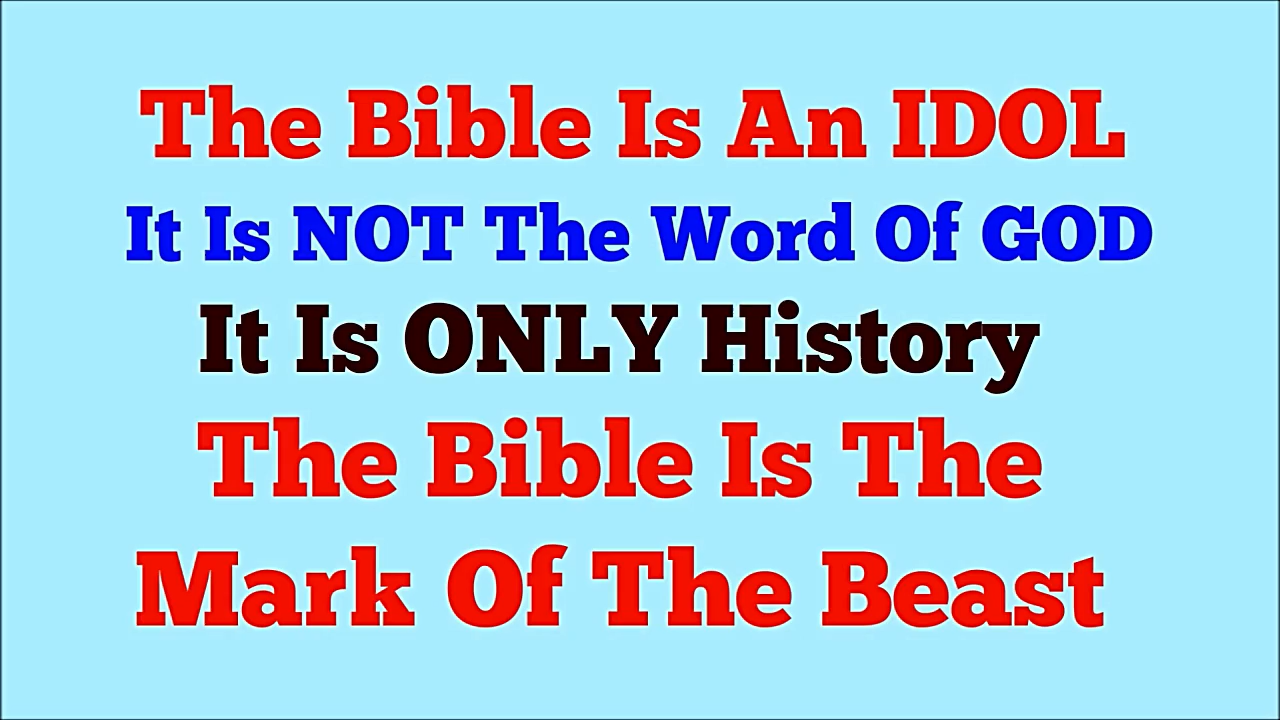 The Bible Is An IDOL
It Is NOT The Word Of GOD
It Is ONLY History
The Bible Is The
Mark Of The Beast